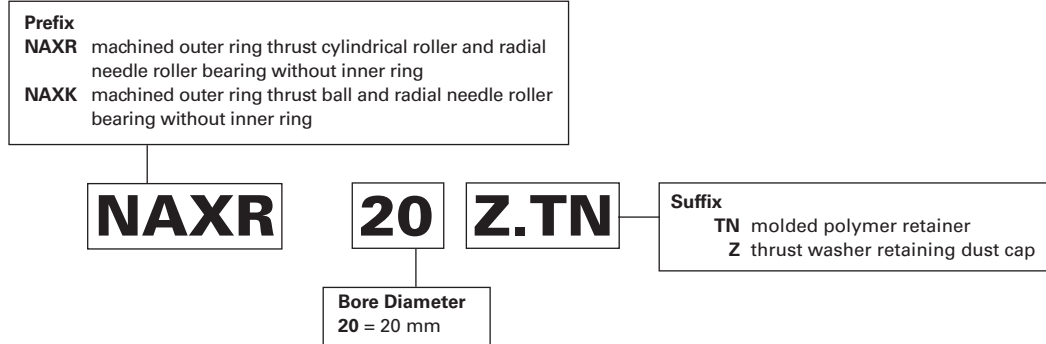 Prefix
NAXR machined outer ring thrust cylindrical roller and radial
needle roller bearing without inner ring
NAXK machined outer ring thrust ball and radial needle roller
bearing without inner ring
NAXR 20 Z.TN
Suffix
TN molded polymer retainer
Z thrust washer retaining dust cap
Bore Diameter
20 = 20 mm